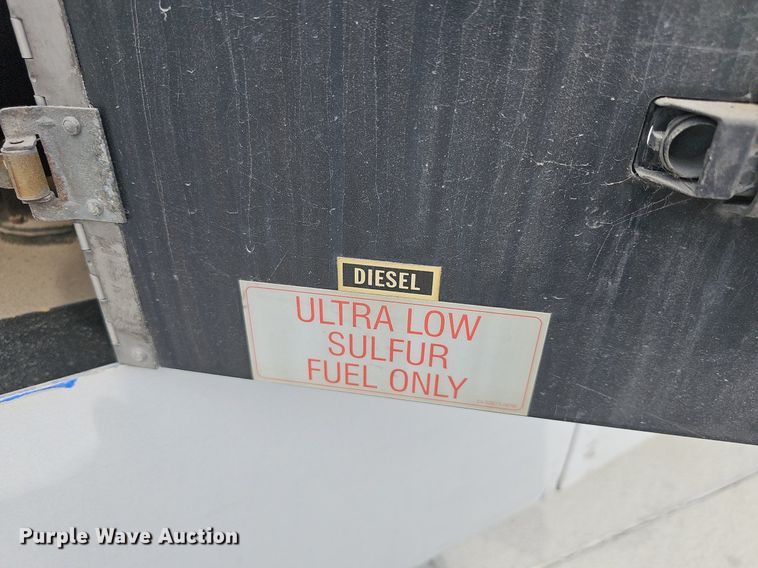 DIESEL
ULTRA LOW
SULFUR
FUEL ONLY
Purple Wave Auction